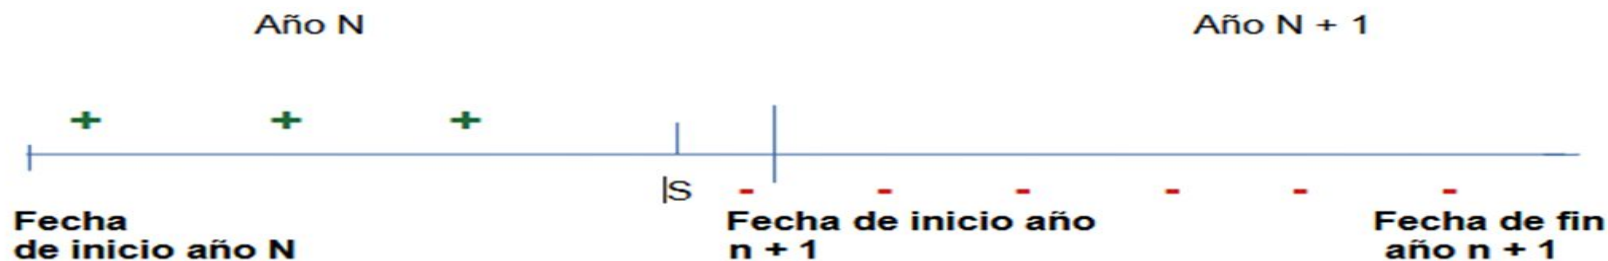 Año N
Año N + 1
+ + +
|S - - - - - -
Fecha
de inicio año N
Fecha de inicio año
n + 1
Fecha de fin
año n + 1